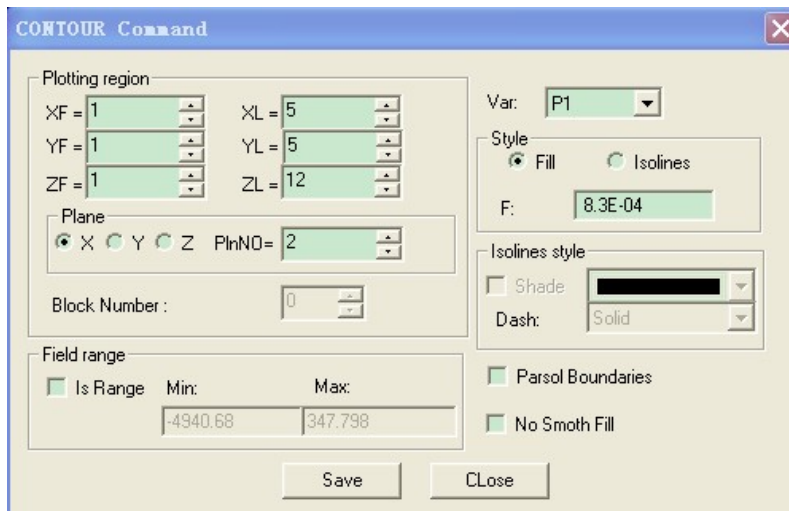 CONTOUR Command
Plotting region
XF = 1 XL = 5
YF = 1 YL = 5
ZF = 1 ZL = 12
Plane
X Y Z PlnNO= 2
Block Number : 0
Var: P1
Style
Fill Isolines
F: 8.3E-04
Isolines style
Shade
Dash: Solid
Field range
Is Range Min: Max:
-4940.68 347.798
Parsol Boundaries
No Smoth Fill
Save CLose